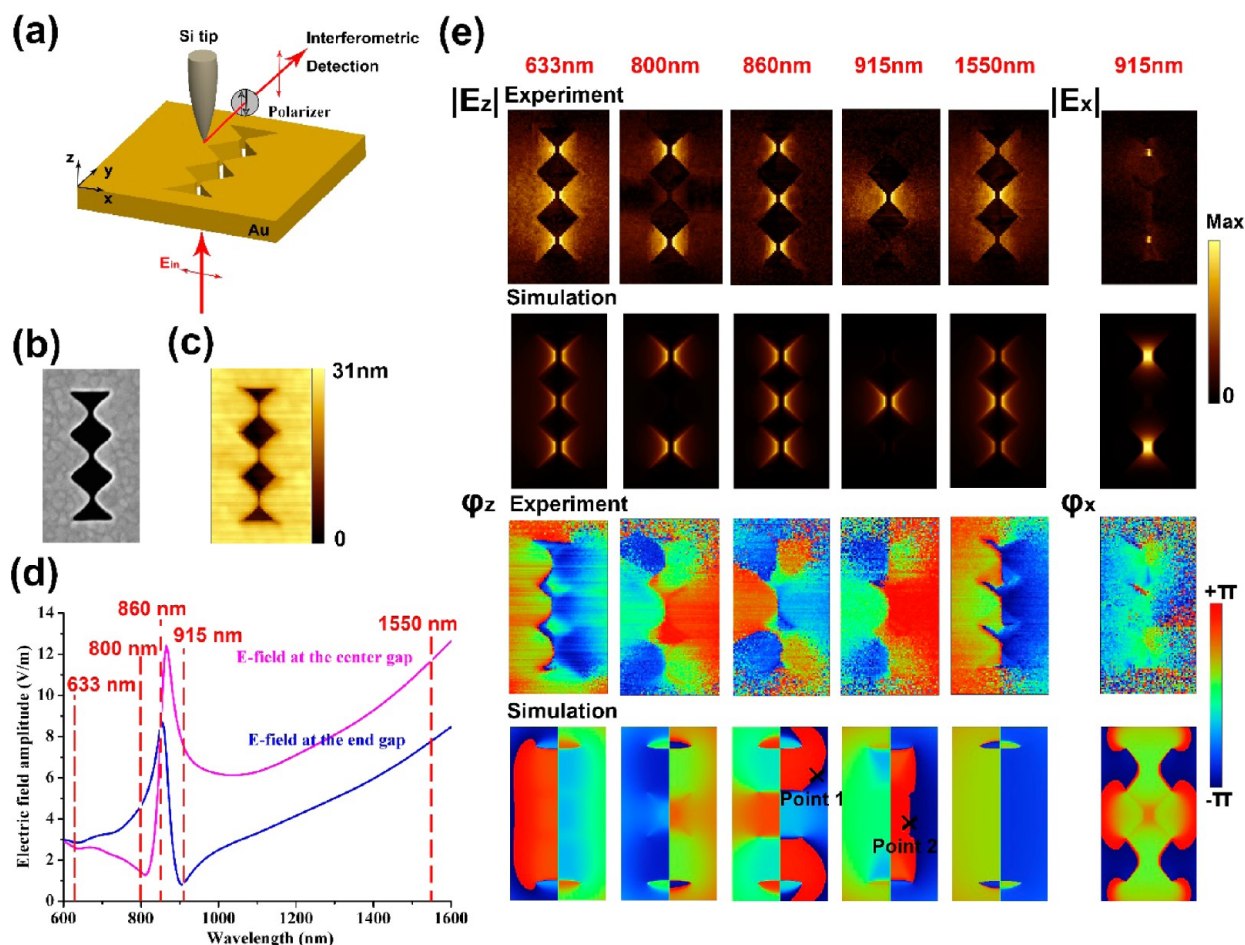 (a)
Si tip
Interferometric
Detection
Polarizer
z
y
x
Au
Ein
(b)
(c)
31nm
0
(d)
Electric field amplitude (V/m)
14
12
10
8
6
4
2
0
860 nm
800 nm
915 nm
633 nm
1550 nm
E-field at the center gap
E-field at the end gap
600
800
1000
1200
1400
1600
Wavelength (nm)
(e)
633nm
800nm
860nm
915nm
1550nm
915nm
|Ez|
Experiment
|Ex|
Max
0
Simulation
φz
Experiment
φx
+π
-π
Simulation
Point 1
Point 2